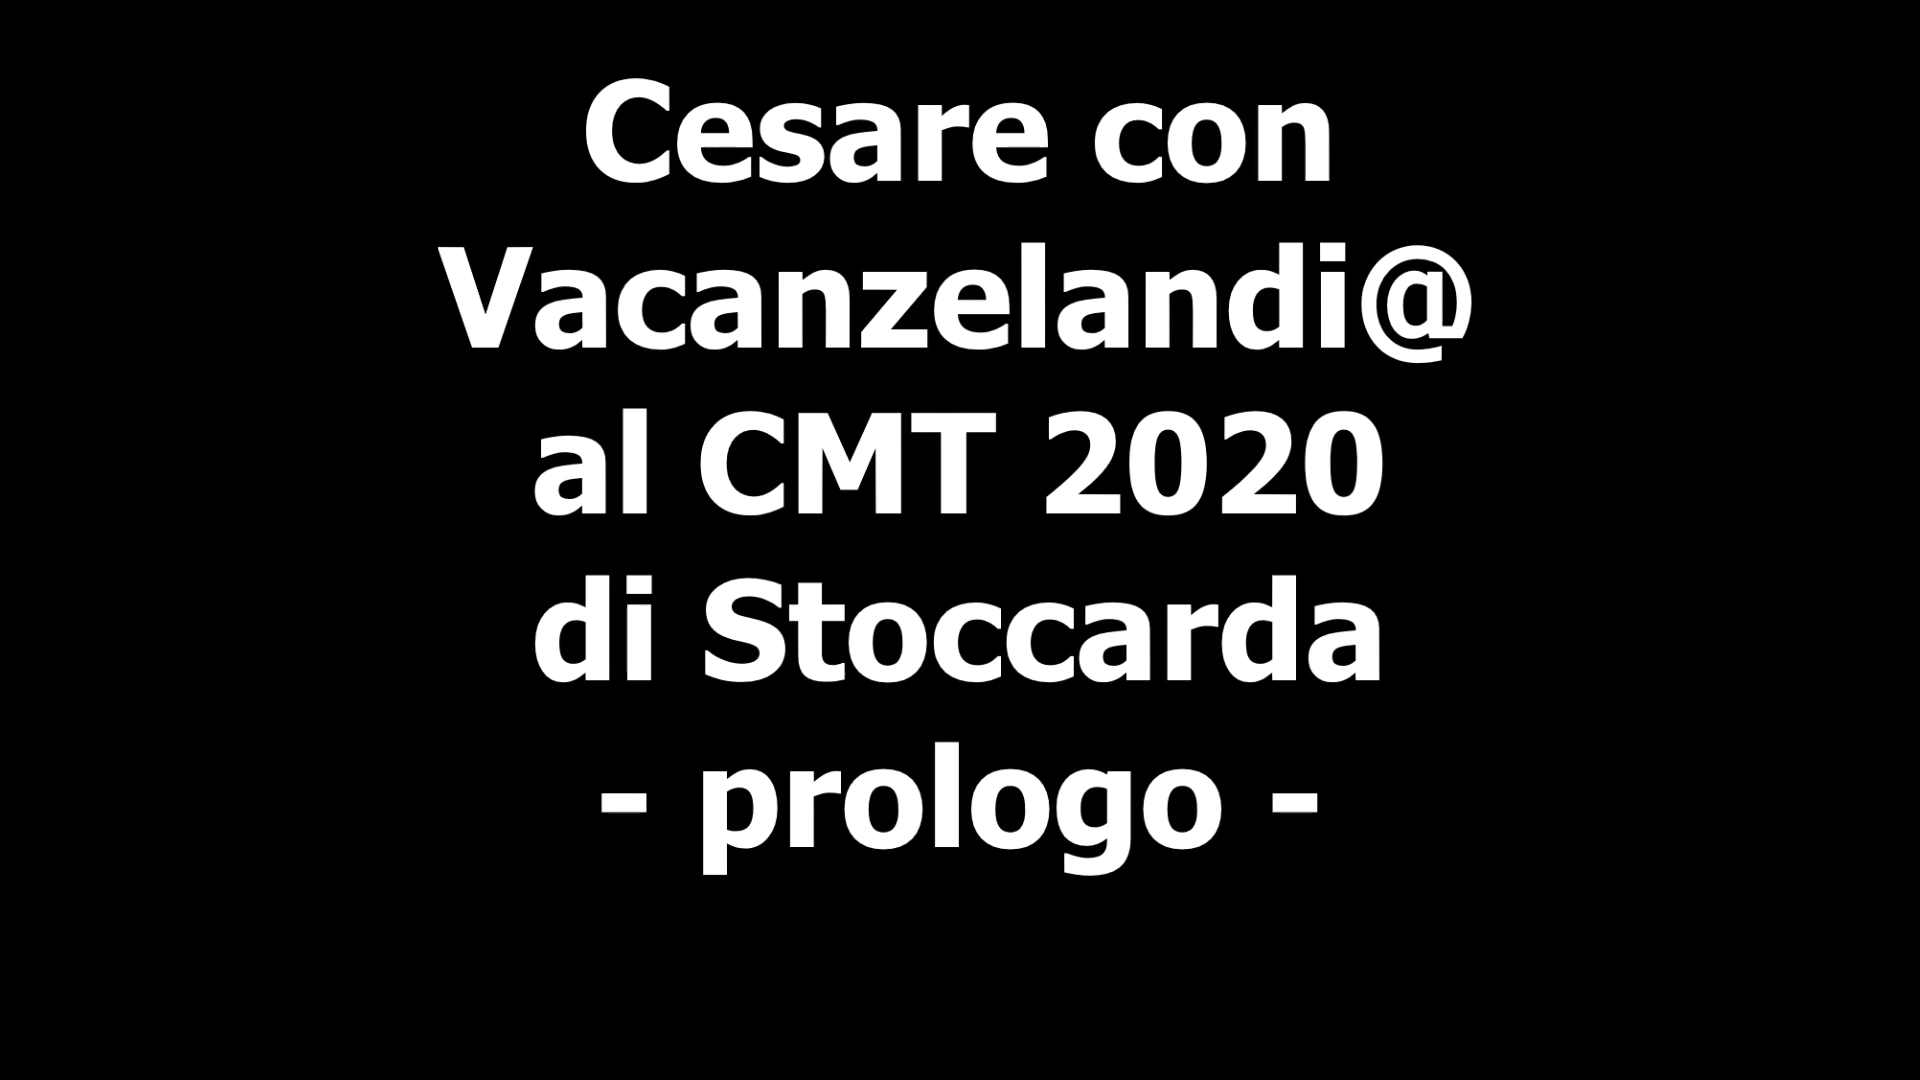 Cesare con
Vacanzelandi@
al CMT 2020
di Stoccarda
- prologo -